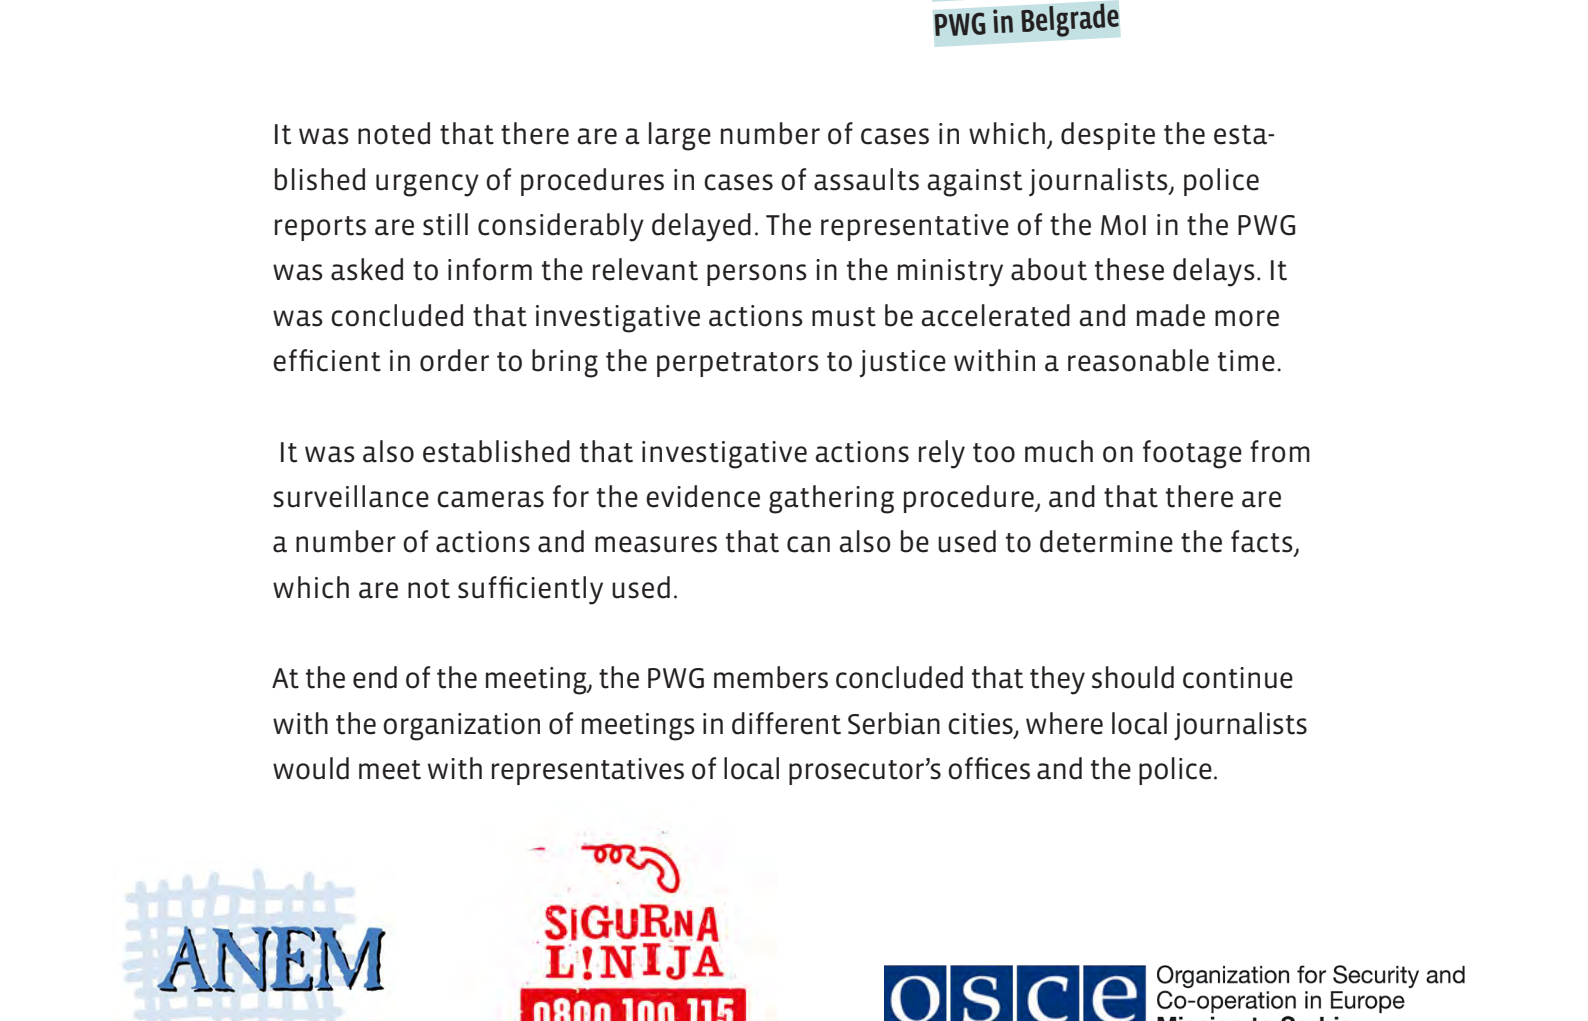 PWG in Belgrade
It was noted that there are a large number of cases in which, despite the esta-
blished urgency of procedures in cases of assaults against journalists, police
reports are still considerably delayed. The representative of the MoI in the PWG
was asked to inform the relevant persons in the ministry about these delays. It
was concluded that investigative actions must be accelerated and made more
efficient in order to bring the perpetrators to justice within a reasonable time.
It was also established that investigative actions rely too much on footage from
surveillance cameras for the evidence gathering procedure, and that there are
a number of actions and measures that can also be used to determine the facts,
which are not sufficiently used.
At the end of the meeting, the PWG members concluded that they should continue
with the organization of meetings in different Serbian cities, where local journalists
would meet with representatives of local prosecutor’s offices and the police.
ANEM
SIGURNA
L!NIJA
0800 100 115
osce
Organization for Security and
Co-operation in Europe
Mission to Serbia